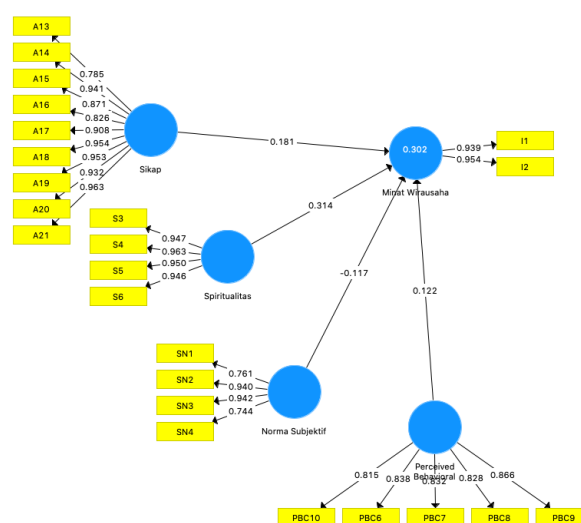 A13
A14
A15
A16
A17
A18
A19
A20
A21
0.785
0.941
0.871
0.826
0.908
0.954
0.953
0.932
0.963
Sikap
0.181
0.302
Minat Wirausaha
0.939
0.954
I1
I2
S3
S4
S5
S6
0.947
0.963
0.950
0.946
Spiritualitas
0.314
SN1
SN2
SN3
SN4
0.761
0.940
0.942
0.744
Norma Subjektif
-0.117
0.122
Perceived
Behavioral
0.815
0.838
0.832
0.828
0.866
PBC10
PBC6
PBC7
PBC8
PBC9